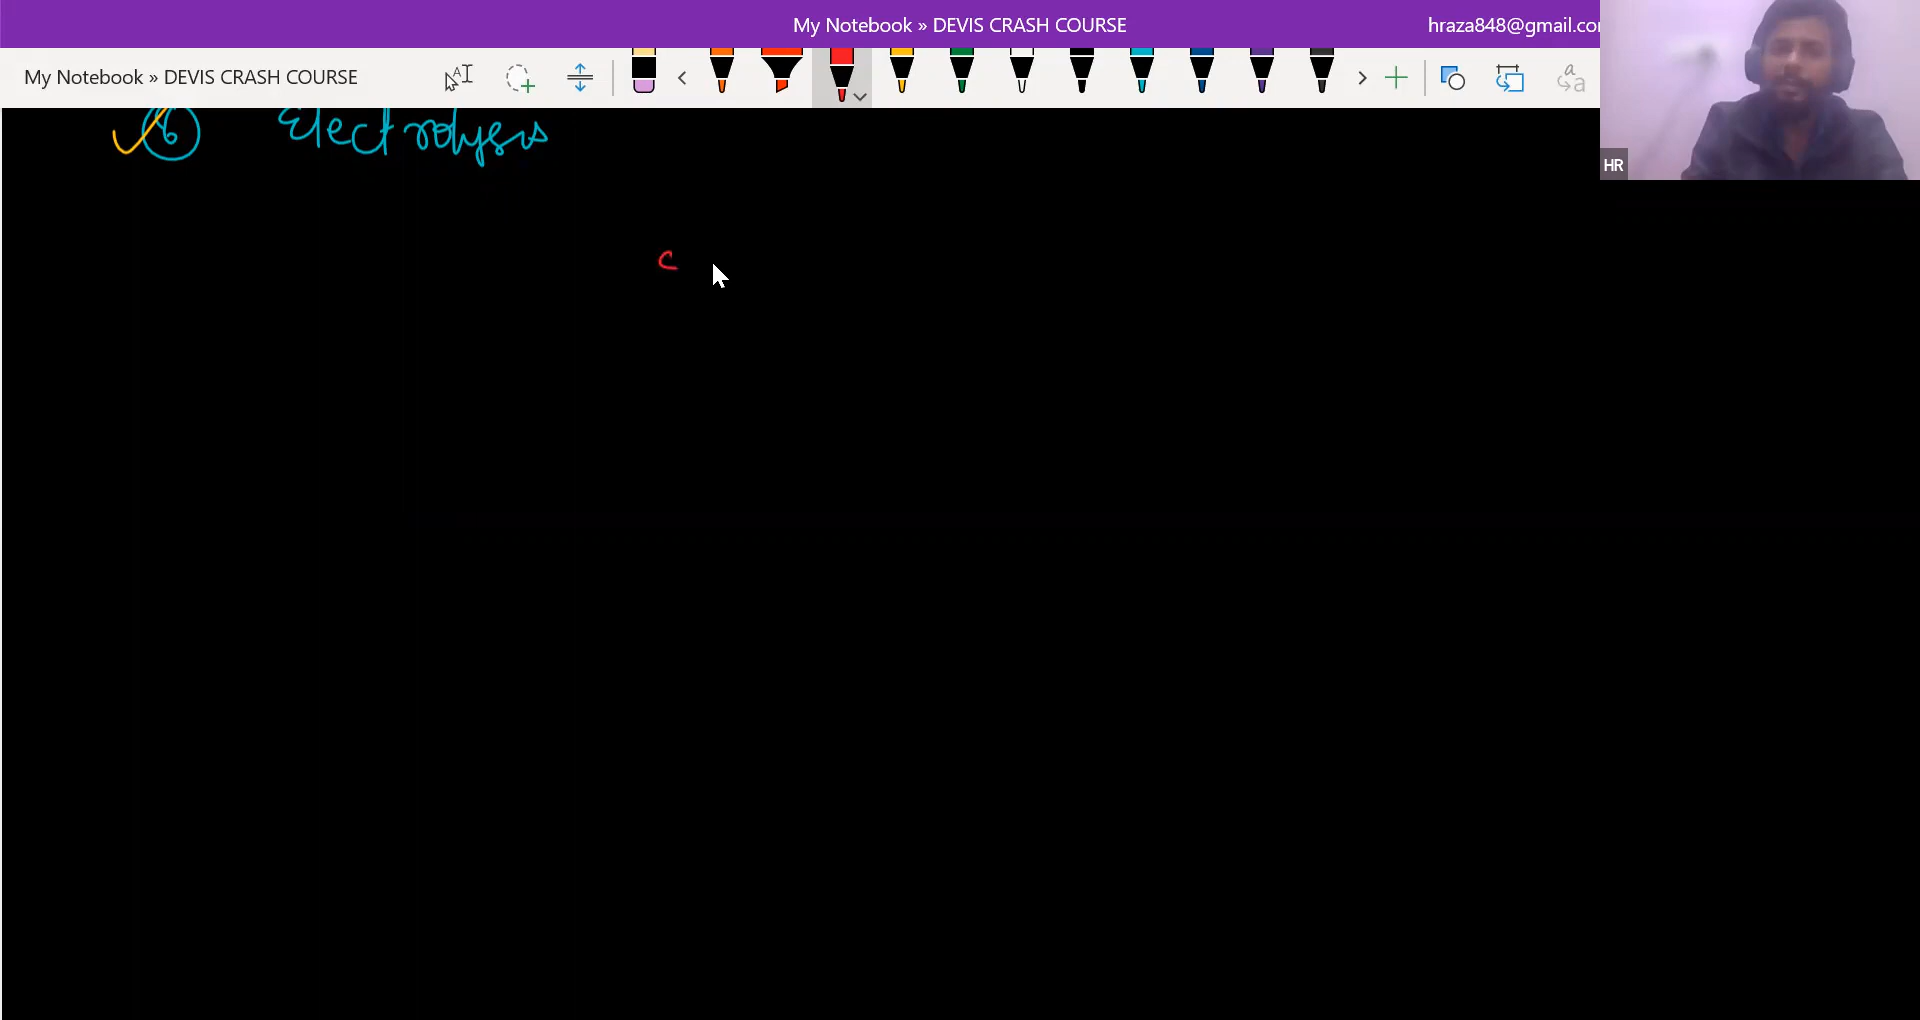 My Notebook » DEVIS CRASH COURSE
hraza848@gmail.co
My Notebook » DEVIS CRASH COURSE
HR
6 Electrolysis
c